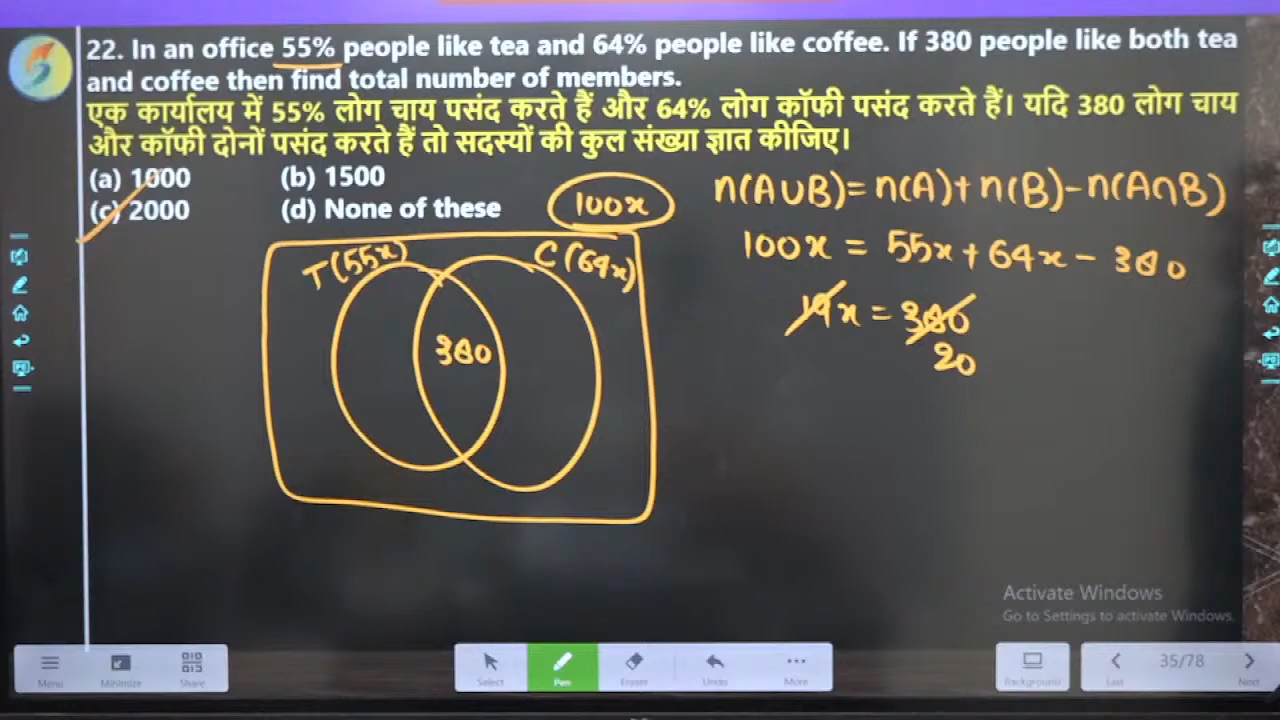 22. In an office 55% people like tea and 64% people like coffee. If 380 people like both tea
and coffee then find total number of members.
एक कार्यालय में 55% लोग चाय पसंद करते हैं और 64% लोग कॉफी पसंद करते हैं। यदि 380 लोग चाय
और कॉफी दोनों पसंद करते हैं तो सदस्यों की कुल संख्या ज्ञात कीजिए।
(a) 1000 (b) 1500
(c) 2000 (d) None of these
100x
n(A∪B)= n(A)+ n(B)- n(A∩B)
100x = 55x + 64x - 380
T(55x) C(64x)
19x = 380
20
380
Activate Windows
Go to Settings to activate Windows.
Menu Minimize Share Select Pen Eraser Undo More Background Last 35/78 Next